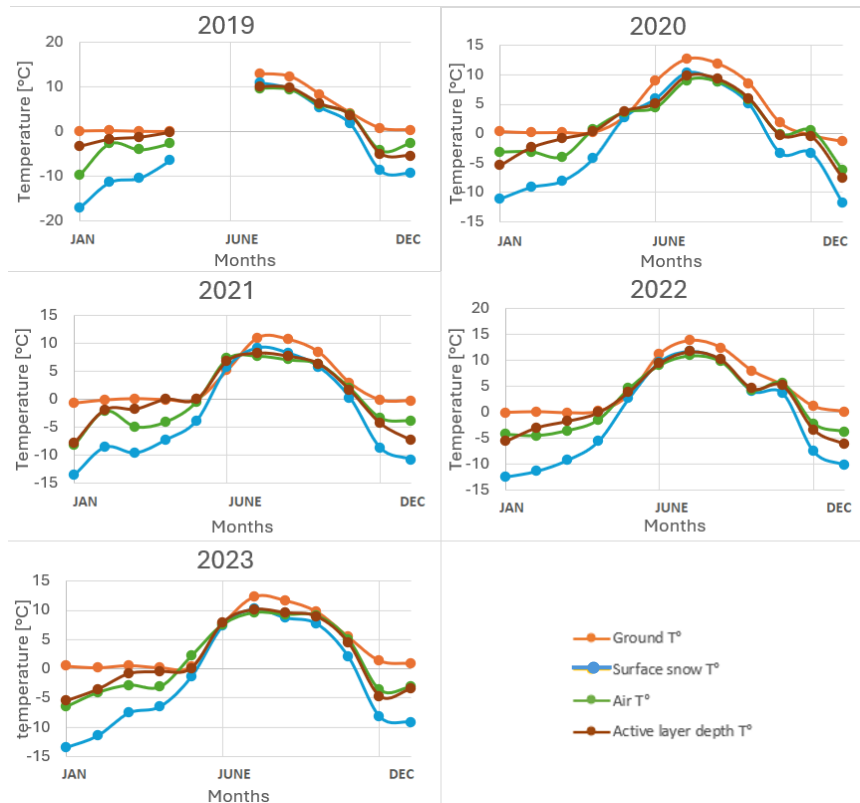 2019
Temperature [°C]
20
10
0
-10
-20
JAN
JUNE
DEC
Months
2020
Temperature [°C]
15
10
5
0
-5
-10
-15
JAN
JUNE
DEC
Months
2021
Temperature [°C]
15
10
5
0
-5
-10
-15
JAN
JUNE
DEC
Months
2022
Temperature [°C]
20
15
10
5
0
-5
-10
-15
JAN
JUNE
DEC
Months
2023
temperature [°C]
15
10
5
0
-5
-10
-15
JAN
JUNE
DEC
Months
Ground T°
Surface snow T°
Air T°
Active layer depth T°